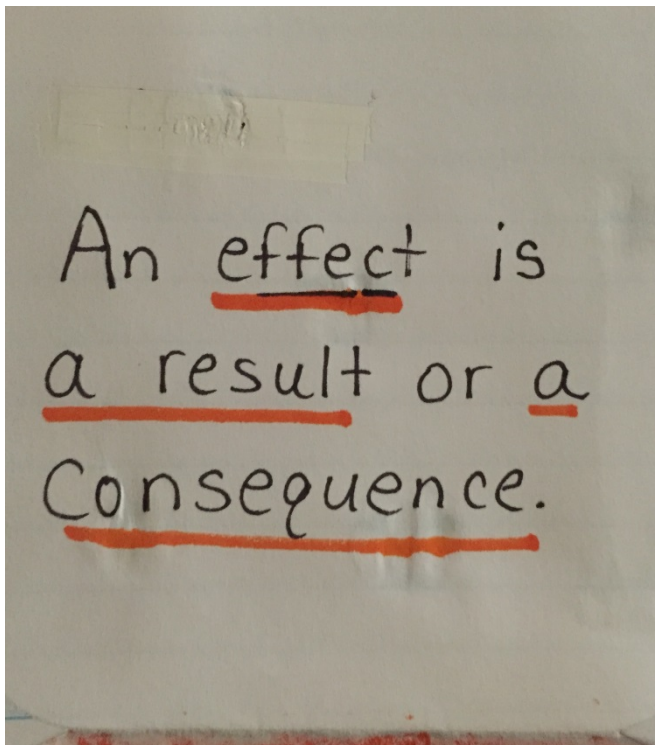 An effect is
a result or a
consequence.